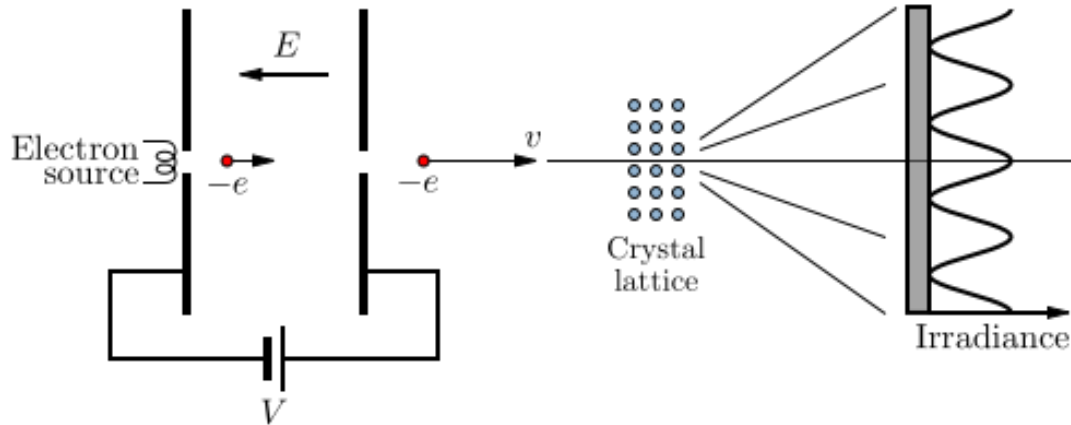 E
Electron
source
−e
−e
v
Crystal
lattice
Irradiance
V